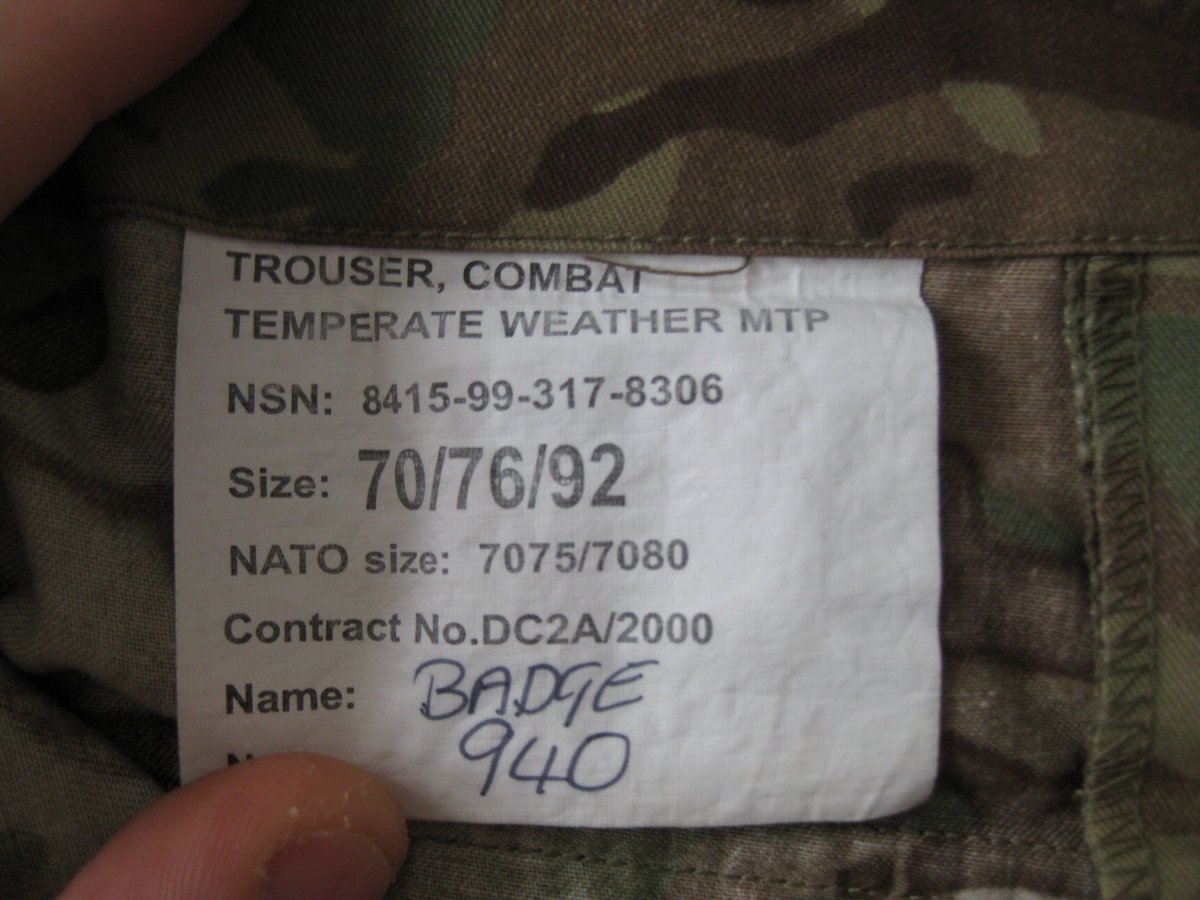 TROUSER, COMBAT
TEMPERATE WEATHER MTP
NSN: 8415-99-317-8306
Size: 70/76/92
NATO size: 7075/7080
Contract No.DC2A/2000
Name: BADGE
940